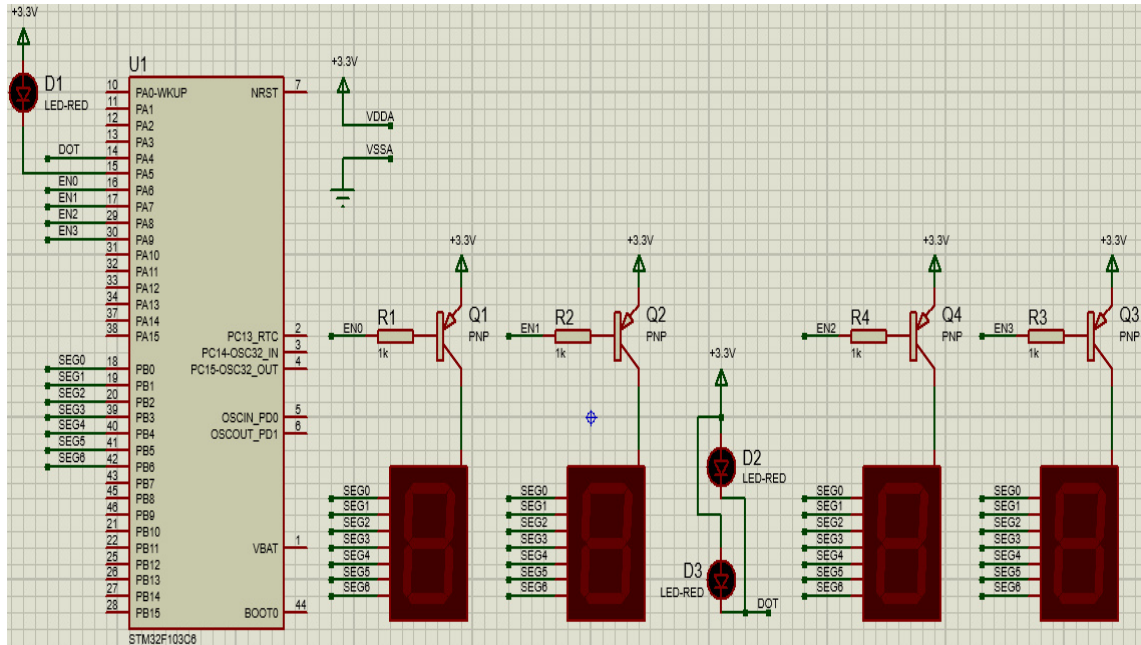 +3.3V
D1
LED-RED
U1
10 PA0-WKUP
11 PA1
12 PA2
13 PA3
DOT 14 PA4
15 PA5
EN0 16 PA6
EN1 17 PA7
EN2 29 PA8
EN3 30 PA9
31 PA10
32 PA11
33 PA12
34 PA13
37 PA14
38 PA15
SEG0 18 PB0
SEG1 19 PB1
SEG2 20 PB2
SEG3 39 PB3
SEG4 40 PB4
SEG5 41 PB5
SEG6 42 PB6
43 PB7
45 PB8
46 PB9
21 PB10
22 PB11
25 PB12
26 PB13
27 PB14
28 PB15
NRST 7
PC13_RTC 2
PC14-OSC32_IN 3
PC15-OSC32_OUT 4
OSCIN_PD0 5
OSCOUT_PD1 6
VBAT 1
BOOT0 44
STM32F103C6
+3.3V
VDDA
VSSA
+3.3V
EN0
R1
1k
Q1
PNP
SEG0
SEG1
SEG2
SEG3
SEG4
SEG5
SEG6
+3.3V
EN1
R2
1k
Q2
PNP
SEG0
SEG1
SEG2
SEG3
SEG4
SEG5
SEG6
+3.3V
D2
LED-RED
D3
LED-RED
DOT
+3.3V
EN2
R4
1k
Q4
PNP
SEG0
SEG1
SEG2
SEG3
SEG4
SEG5
SEG6
+3.3V
EN3
R3
1k
Q3
PNP
SEG0
SEG1
SEG2
SEG3
SEG4
SEG5
SEG6